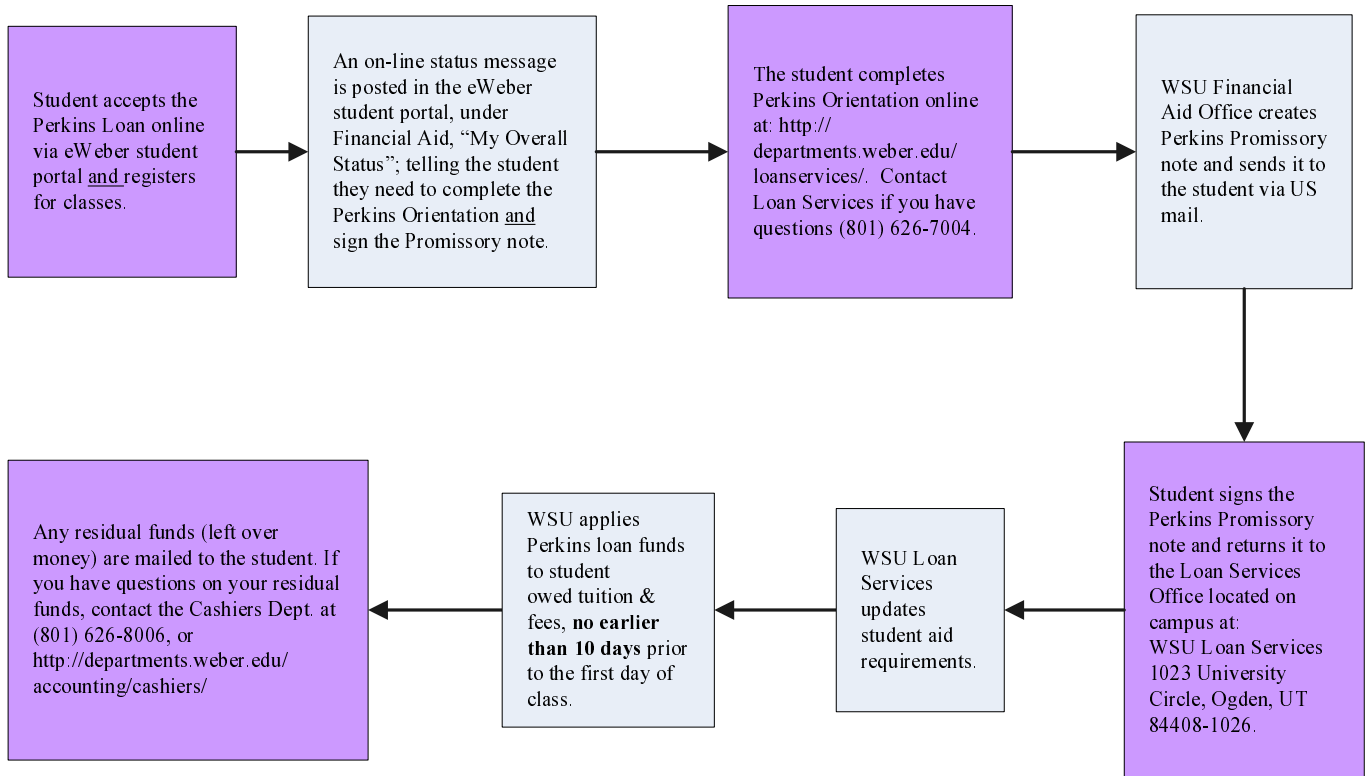 Student accepts the
Perkins Loan online
via eWeber student
portal and registers
for classes.
An on-line status message
is posted in the eWeber
student portal, under
Financial Aid, “My Overall
Status”; telling the student
they need to complete the
Perkins Orientation and
sign the Promissory note.
The student completes
Perkins Orientation online
at: http://
departments.weber.edu/
loanservices/.  Contact
Loan Services if you have
questions (801) 626-7004.
WSU Financial
Aid Office creates
Perkins Promissory
note and sends it to
the student via US
mail.
Student signs the
Perkins Promissory
note and returns it to
the Loan Services
Office located on
campus at:
WSU Loan Services
1023 University
Circle, Ogden, UT
84408-1026.
WSU Loan
Services
updates
student aid
requirements.
WSU applies
Perkins loan funds
to student
owed tuition &
fees, no earlier
than 10 days prior
to the first day of
class.
Any residual funds (left over
money) are mailed to the student. If
you have questions on your residual
funds, contact the Cashiers Dept. at
(801) 626-8006, or
http://departments.weber.edu/
accounting/cashiers/